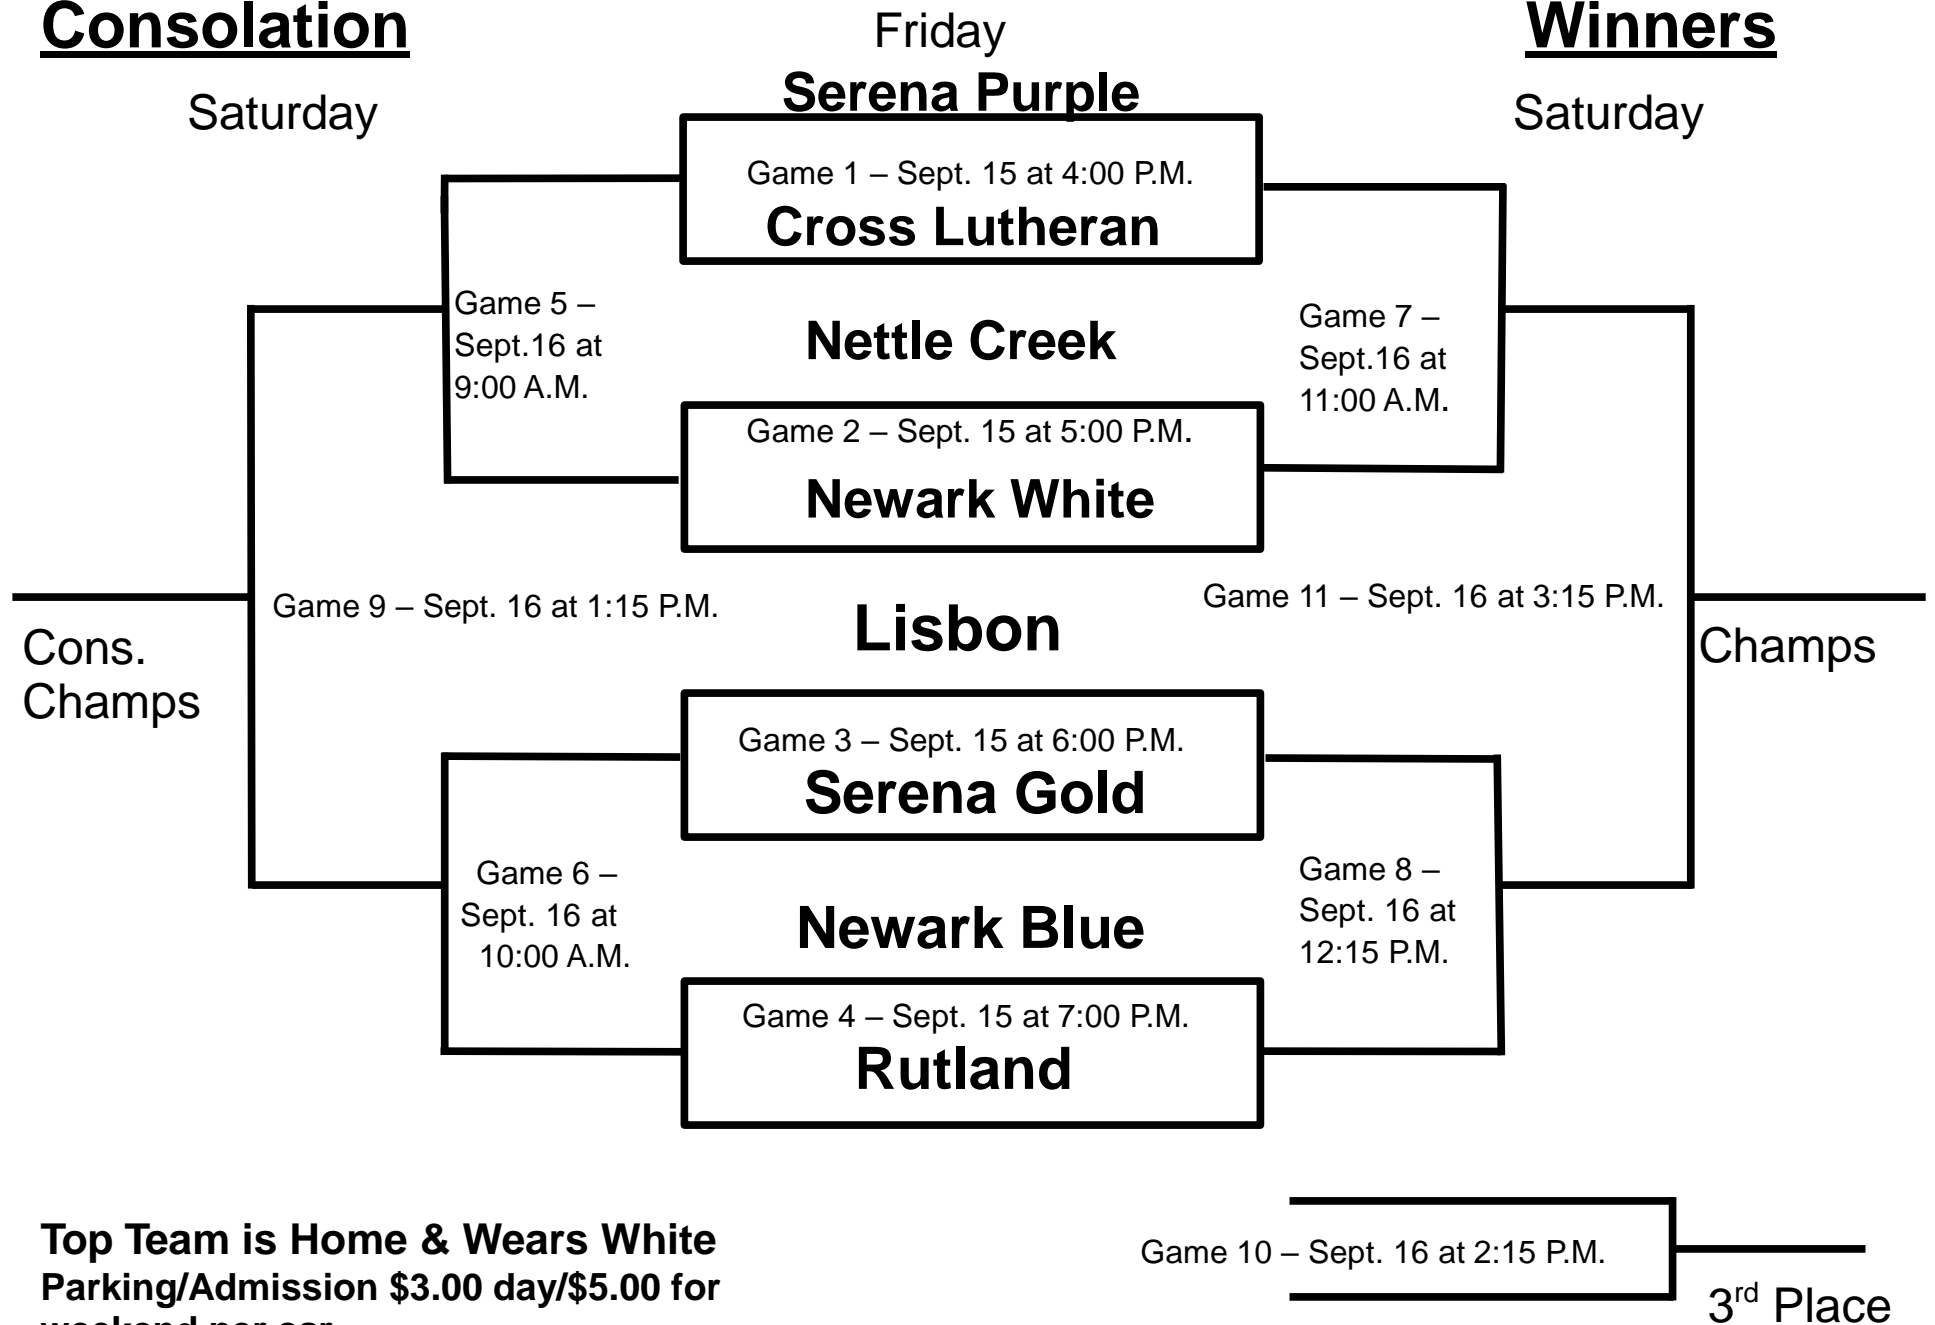 Consolation
Friday
Winners
Saturday
Serena Purple
Saturday
Game 1 – Sept. 15 at 4:00 P.M.
Cross Lutheran
Game 5 –
Sept.16 at
9:00 A.M.
Nettle Creek
Game 7 –
Sept.16 at
11:00 A.M.
Game 2 – Sept. 15 at 5:00 P.M.
Newark White
Game 9 – Sept. 16 at 1:15 P.M.
Lisbon
Game 11 – Sept. 16 at 3:15 P.M.
Cons.
Champs
Champs
Game 3 – Sept. 15 at 6:00 P.M.
Serena Gold
Game 6 –
Sept. 16 at
10:00 A.M.
Newark Blue
Game 8 –
Sept. 16 at
12:15 P.M.
Game 4 – Sept. 15 at 7:00 P.M.
Rutland
Top Team is Home & Wears White
Parking/Admission $3.00 day/$5.00 for
weekend per car
Game 10 – Sept. 16 at 2:15 P.M.
3rd Place